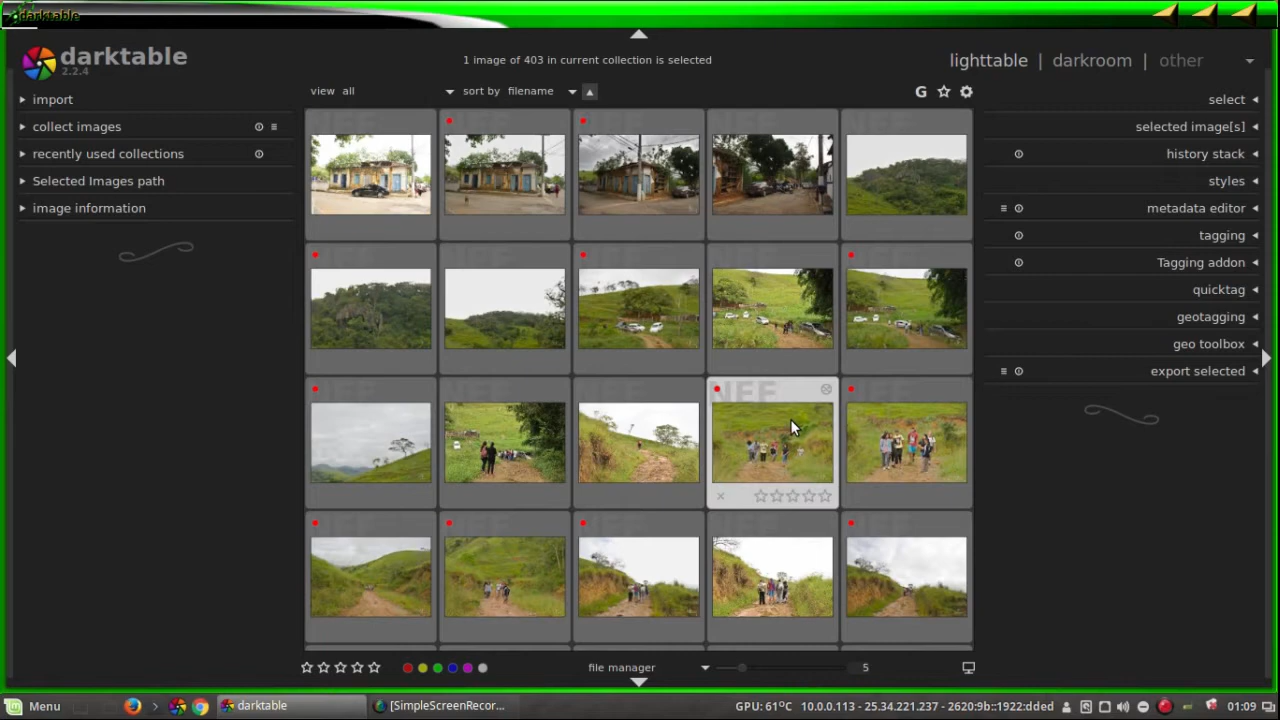 darktable
darktable
2.2.4
1 image of 403 in current collection is selected
lighttable | darkroom | other
view all
sort by filename
G
import
collect images
recently used collections
Selected Images path
image information
select
selected image[s]
history stack
styles
metadata editor
tagging
Tagging addon
quicktag
geotagging
geo toolbox
export selected
NEF
file manager
5
Menu
darktable
[SimpleScreenRecor...
GPU: 61°C 10.0.0.113 - 25.34.221.237 - 2620:9b::1922:dded
01:09